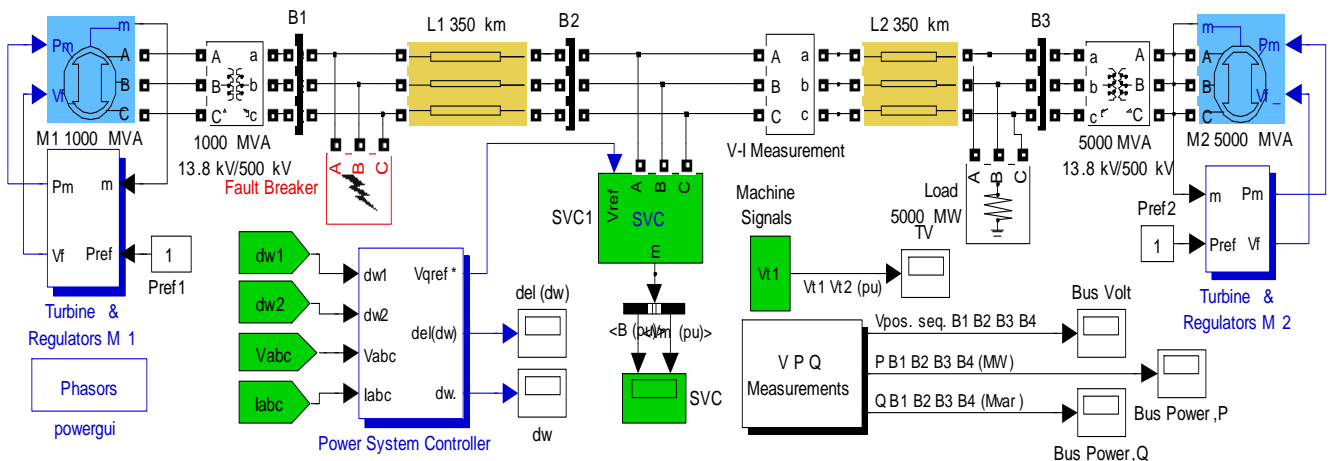 B1
L1 350 km
B2
L2 350 km
B3
m
Pm
Vf
A
B
C
A
B
C
a
b
c
A
B
C
a
b
c
a
b
c
A
B
C
m
A
B
C
Pm
Vf_
M1 1000 MVA
1000 MVA
13.8 kV/500 kV
V-I Measurement
5000 MVA
13.8 kV/500 kV
M2 5000 MVA
Pm
m
Vf
Pref
1
Pref1
Turbine &
Regulators M 1
Fault Breaker
A B C
Vref
A B C
SVC
m
SVC1
<B (pu)>
<Vm (pu)>
SVC
Machine
Signals
Vt1
Vt1 Vt2 (pu)
TV
A B C
Load
5000 MW
Pref2
1
m
Pm
Pref
Vf
Turbine &
Regulators M 2
dw1
dw2
Vabc
Iabc
dw1
dw2
Vabc
Iabc
Vqref *
del(dw)
dw.
Power System Controller
del (dw)
dw
V P Q
Measurements
Vpos. seq. B1 B2 B3 B4
P B1 B2 B3 B4 (MW)
Q B1 B2 B3 B4 (Mvar )
Bus Volt
Bus Power ,P
Bus Power,Q
Phasors
powergui